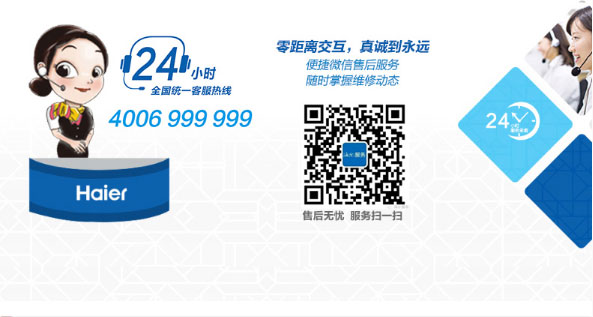 24小时
全国统一客服热线
4006 999 999
Haier
零距离交互，真诚到永远
便捷微信售后服务
随时掌握维修动态
售后无忧 服务扫一扫
24